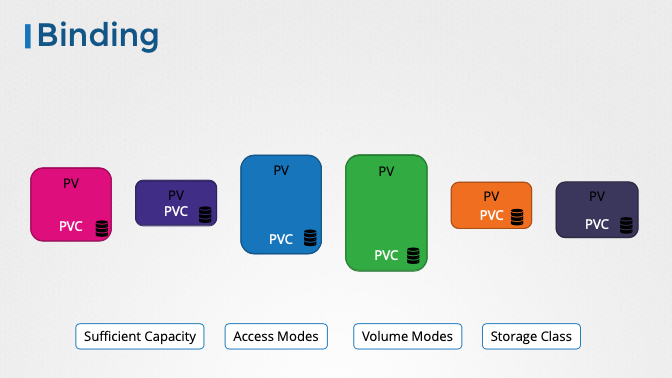 Binding
PV
PVC
PV
PVC
PV
PVC
PV
PVC
PV
PVC
PV
PVC
Sufficient Capacity
Access Modes
Volume Modes
Storage Class